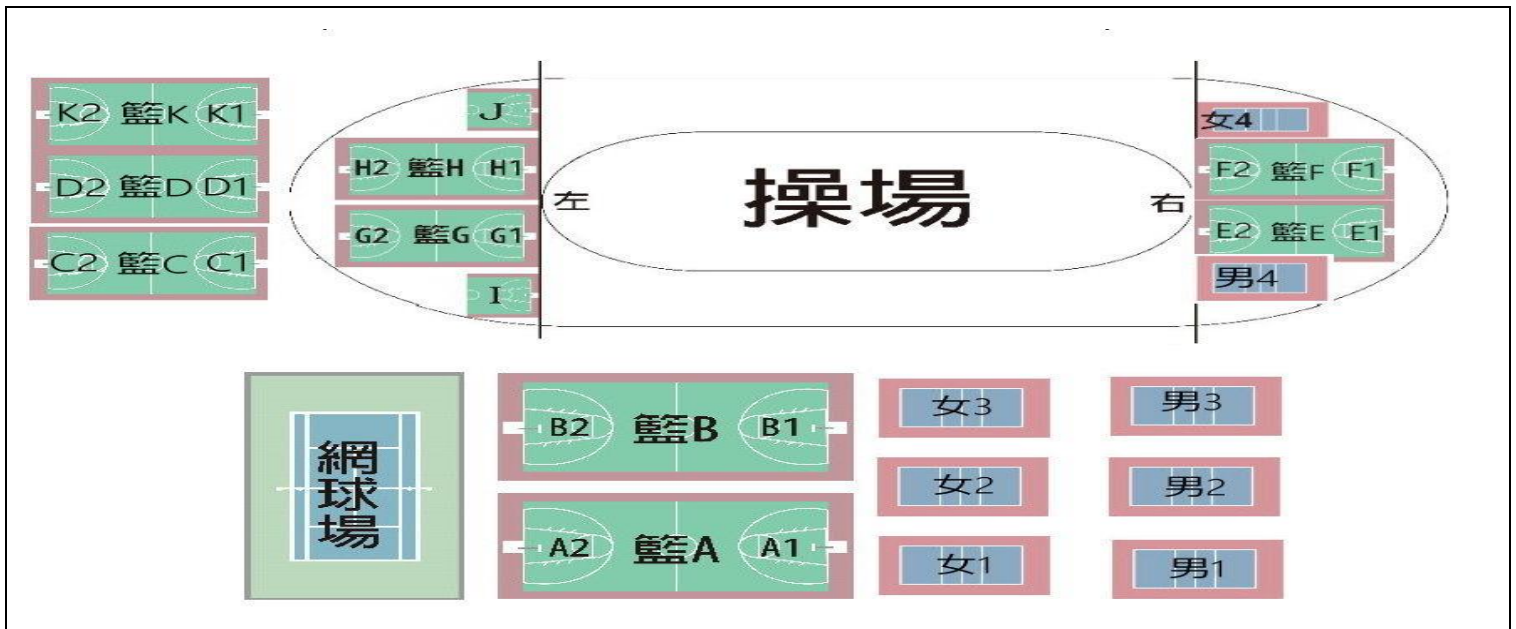 K2 籃K K1
D2 籃D D1
C2 籃C C1
J
H2 籃H H1
G2 籃G G1
I
左
操場
右
女4
F2 籃F F1
E2 籃E E1
男4
網球場
B2 籃B B1
A2 籃A A1
女3
女2
女1
男3
男2
男1